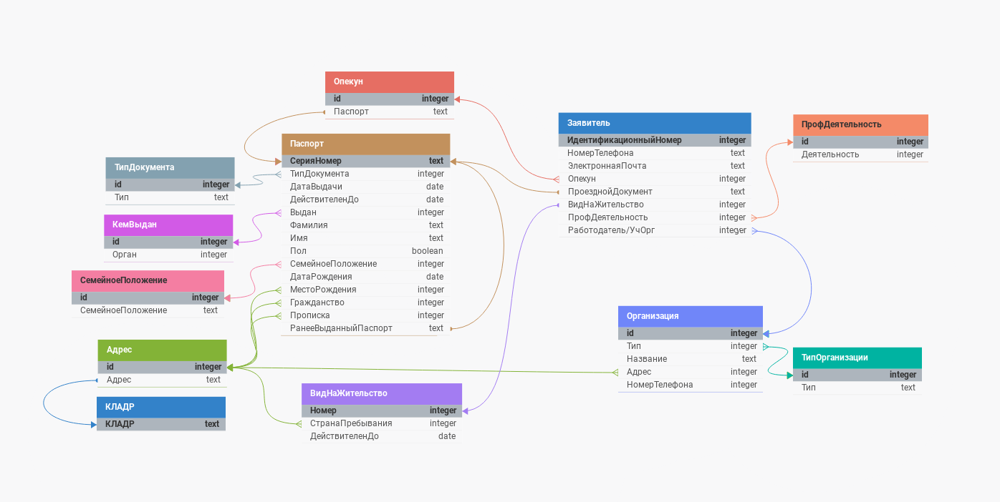 Опекун
id integer
Паспорт text
Паспорт
СерияНомер text
ТипДокумента integer
ДатаВыдачи date
ДействителенДо date
Выдан integer
Фамилия text
Имя text
Пол boolean
СемейноеПоложение integer
ДатаРождения date
МестоРождения integer
Гражданство integer
Прописка integer
РанееВыданныйПаспорт text
ТипДокумента
id integer
Тип text
КемВыдан
id integer
Орган integer
СемейноеПоложение
id integer
СемейноеПоложение text
Адрес
id integer
Адрес text
КЛАДР
КЛАДР text
ВидНаЖительство
Номер integer
СтранаПребывания integer
ДействителенДо date
Заявитель
ИдентификационныйНомер integer
НомерТелефона text
ЭлектроннаяПочта text
Опекун integer
ПроезднойДокумент text
ВидНаЖительство integer
ПрофДеятельность integer
Работодатель/УчОрг integer
ПрофДеятельность
id integer
Деятельность integer
Организация
id integer
Тип integer
Название text
Адрес integer
НомерТелефона integer
ТипОрганизации
id integer
Тип text